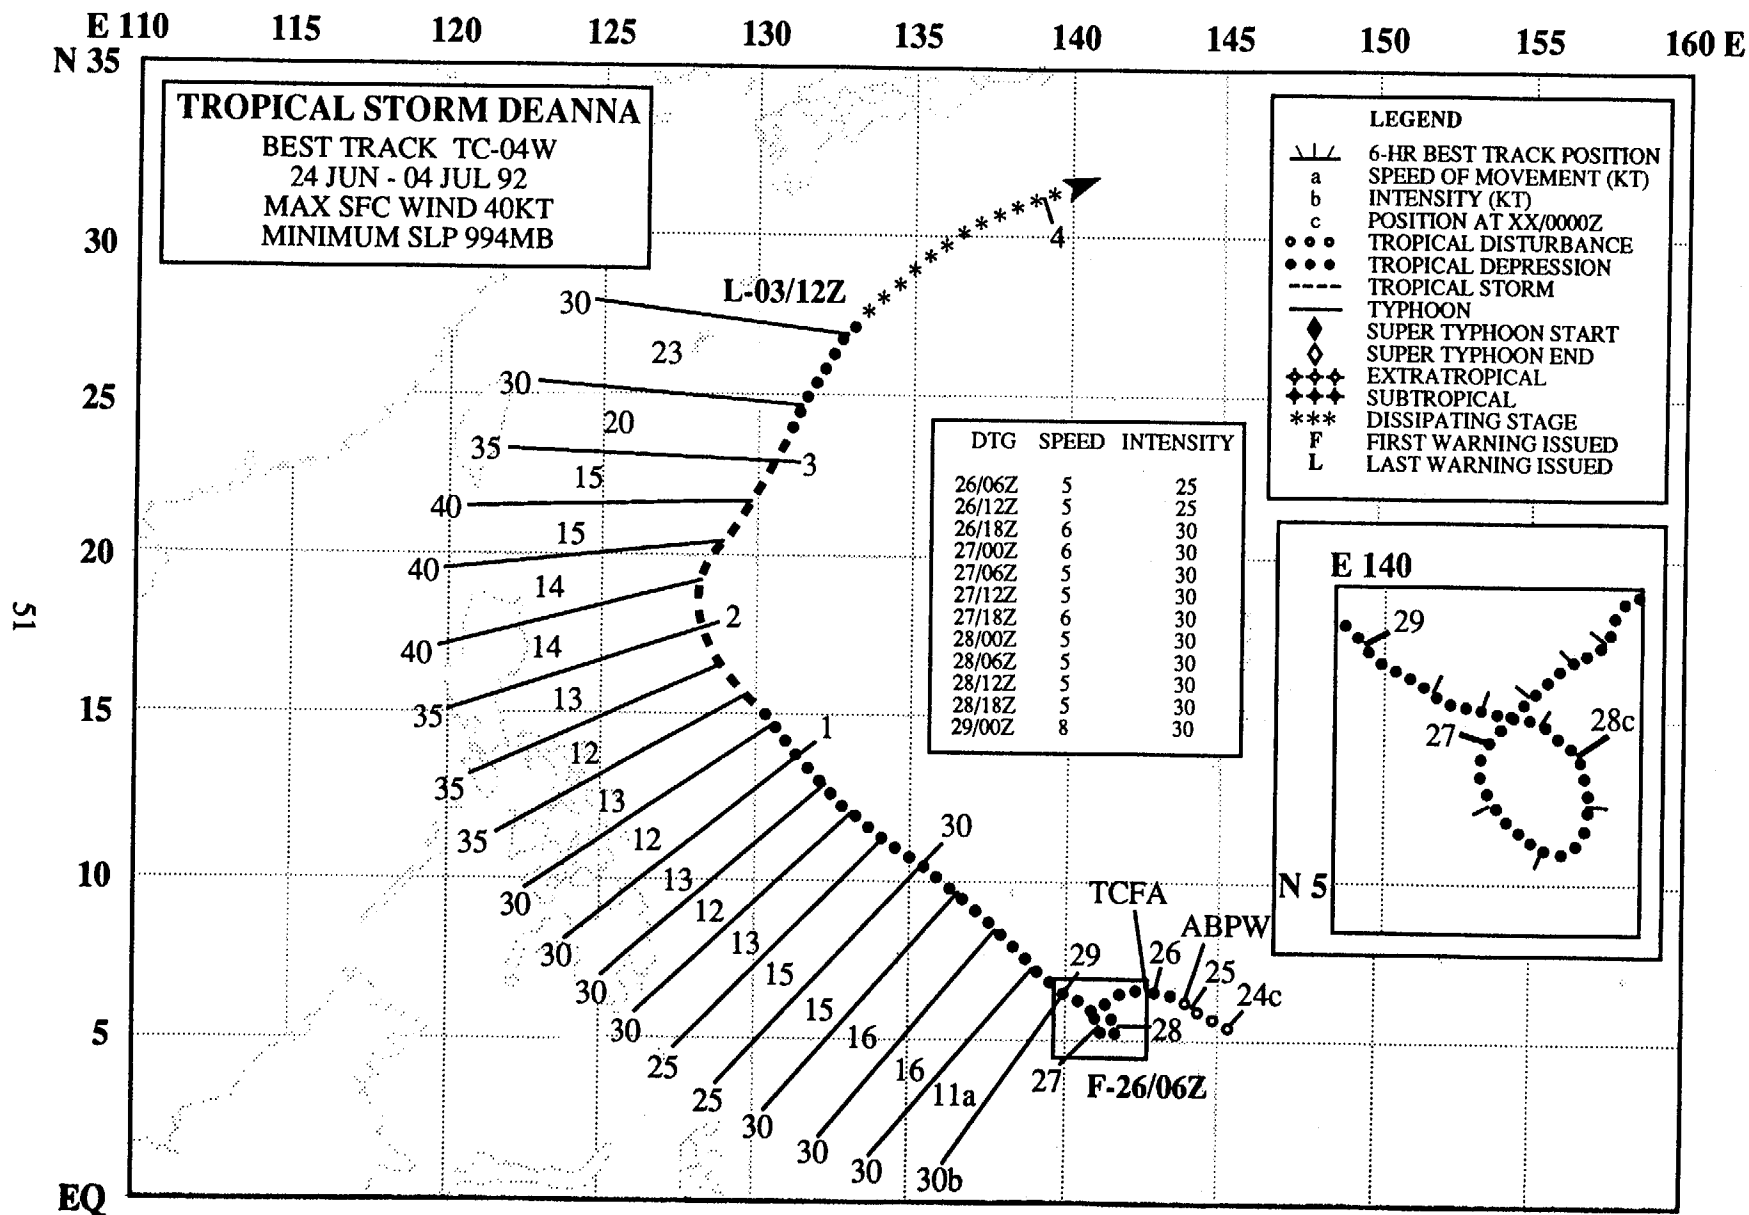 E 110 115 120 125 130 135 140 145 150 155 160 E
N 35
TROPICAL STORM DEANNA
BEST TRACK TC-04W
24 JUN - 04 JUL 92
MAX SFC WIND 40KT
MINIMUM SLP 994MB
LEGEND
6-HR BEST TRACK POSITION
a SPEED OF MOVEMENT (KT)
b INTENSITY (KT)
c POSITION AT XX/0000Z
TROPICAL DISTURBANCE
TROPICAL DEPRESSION
TROPICAL STORM
TYPHOON
SUPER TYPHOON START
SUPER TYPHOON END
EXTRATROPICAL
SUBTROPICAL
*** DISSIPATING STAGE
F FIRST WARNING ISSUED
L LAST WARNING ISSUED
30
4
L-03/12Z
30
23
25
30
20
35
3
15
40
15
20
40
14
40
14
2
15
35
13
35
12
1
35
13
30
12
30
13
30
12
30
13
25
15
25
15
30
16
30
16
30
11a
30b
30
10
5
EQ
51
DTG SPEED INTENSITY
26/06Z 5 25
26/12Z 5 25
26/18Z 6 30
27/00Z 6 30
27/06Z 5 30
27/12Z 5 30
27/18Z 6 30
28/00Z 5 30
28/06Z 5 30
28/12Z 5 30
28/18Z 5 30
29/00Z 8 30
E 140
29
27
28c
N 5
TCFA
ABPW
29
26
25
24c
28
27
F-26/06Z